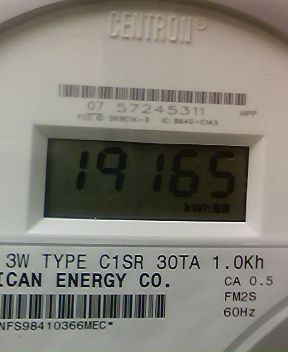 CENTRON®
07 57245311 HPP
19165
kWh
3W TYPE C1SR 30TA 1.0Kh
ICAN ENERGY CO. CA 0.5
FM2S
60Hz
NFS98410366MEC*